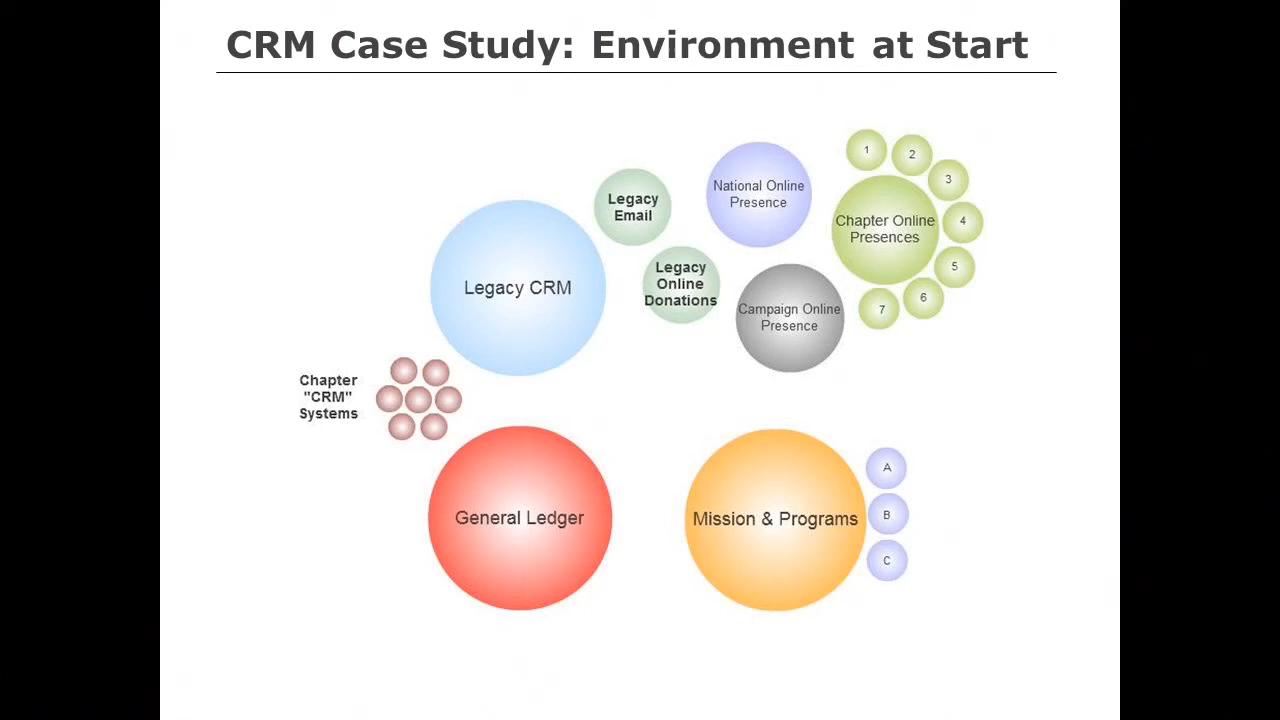 CRM Case Study: Environment at Start
Legacy
Email
National Online
Presence
1
2
3
4
5
6
7
Chapter Online
Presences
Legacy CRM
Legacy
Online
Donations
Campaign Online
Presence
Chapter
"CRM"
Systems
General Ledger
Mission & Programs
A
B
C